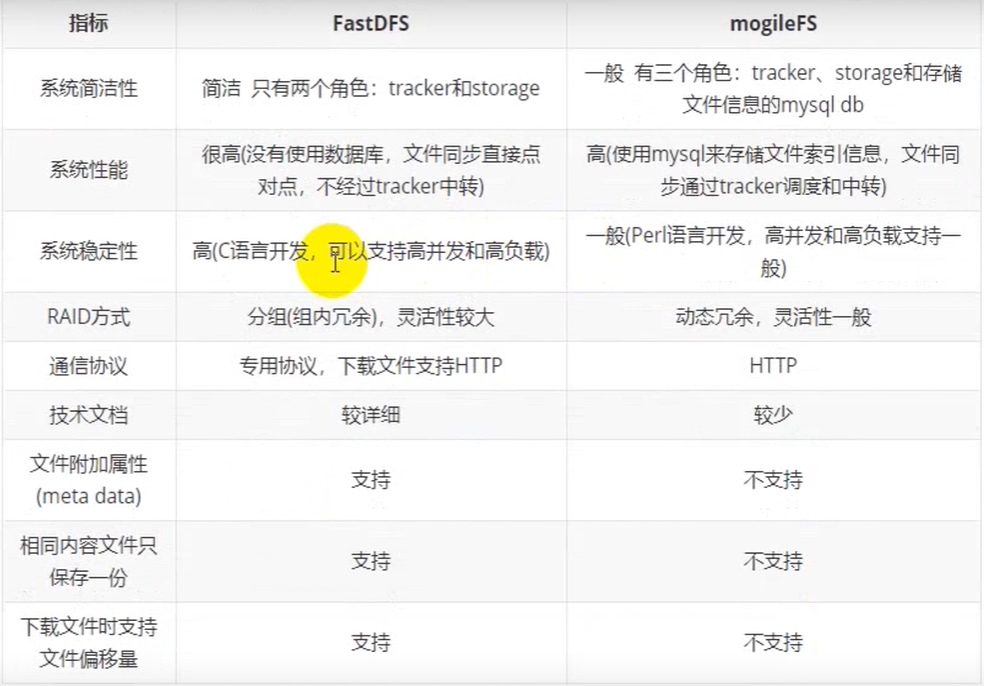 指标 FastDFS mogileFS
系统简洁性 简洁 只有两个角色：tracker和storage 一般 有三个角色：tracker、storage和存储
文件信息的mysql db
系统性能 很高(没有使用数据库，文件同步直接点
对点，不经过tracker中转) 高(使用mysql来存储文件索引信息，文件同
步通过tracker调度和中转)
系统稳定性 高(C语言开发，可以支持高并发和高负载) 一般(Perl语言开发，高并发和高负载支持一
般)
RAID方式 分组(组内冗余)，灵活性较大 动态冗余，灵活性一般
通信协议 专用协议，下载文件支持HTTP HTTP
技术文档 较详细 较少
文件附加属性
(meta data) 支持 不支持
相同内容文件只
保存一份 支持 不支持
下载文件时支持
文件偏移量 支持 不支持